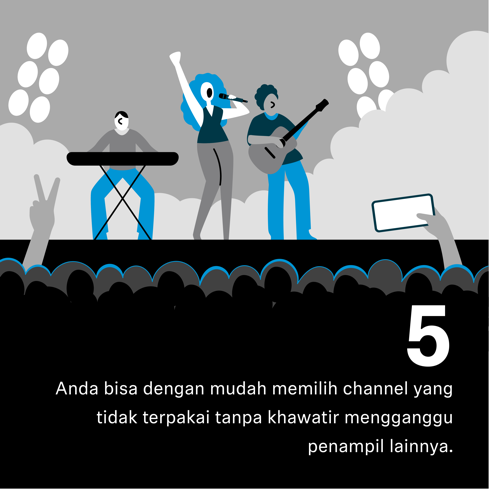 5
Anda bisa dengan mudah memilih channel yang
tidak terpakai tanpa khawatir mengganggu
penampil lainnya.